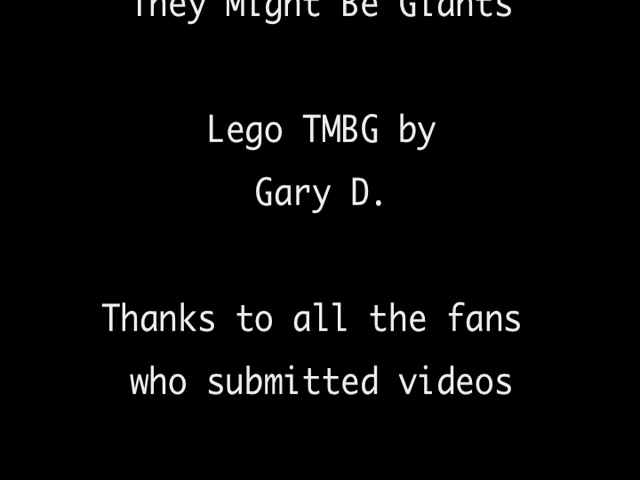 They Might Be Giants
Lego TMBG by
Gary D.
Thanks to all the fans
who submitted videos